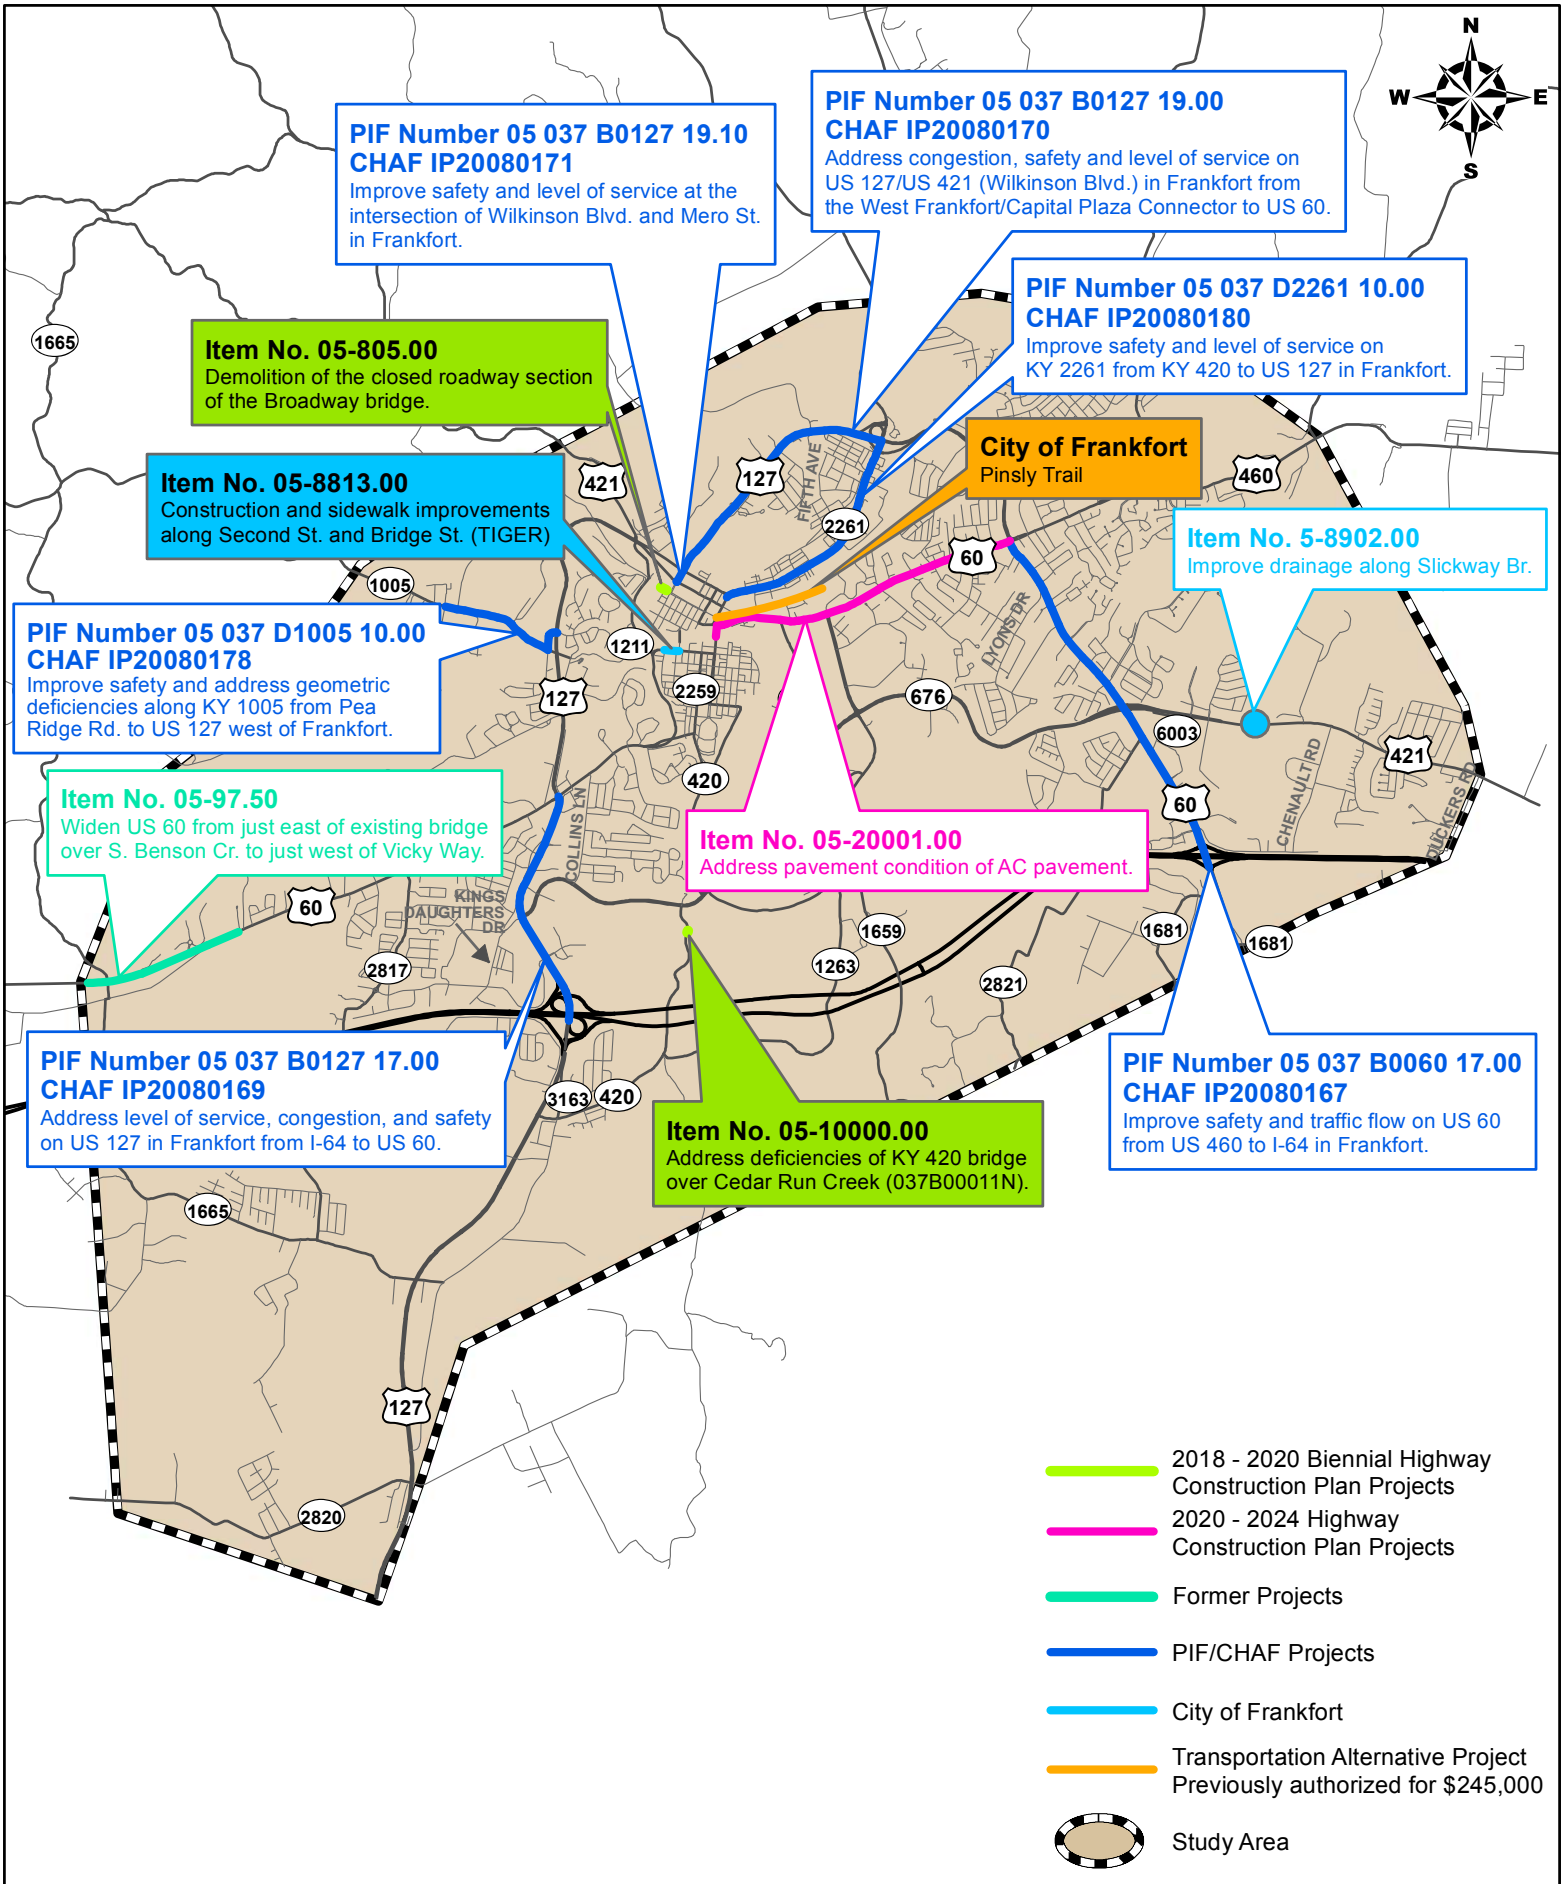 N
W
E
S
PIF Number 05 037 B0127 19.00
CHAF IP20080170
Address congestion, safety and level of service on
US 127/US 421 (Wilkinson Blvd.) in Frankfort from
the West Frankfort/Capital Plaza Connector to US 60.
PIF Number 05 037 B0127 19.10
CHAF IP20080171
Improve safety and level of service at the
intersection of Wilkinson Blvd. and Mero St.
in Frankfort.
PIF Number 05 037 D2261 10.00
CHAF IP20080180
Improve safety and level of service on
KY 2261 from KY 420 to US 127 in Frankfort.
1665
Item No. 05-805.00
Demolition of the closed roadway section
of the Broadway bridge.
City of Frankfort
Pinsly Trail
Item No. 05-8813.00
Construction and sidewalk improvements
along Second St. and Bridge St. (TIGER)
421
127
FIFTH AVE
2261
460
60
Item No. 5-8902.00
Improve drainage along Slickway Br.
1005
PIF Number 05 037 D1005 10.00
CHAF IP20080178
Improve safety and address geometric
deficiencies along KY 1005 from Pea
Ridge Rd. to US 127 west of Frankfort.
1211
LYONS DR
127
2259
676
6003
421
420
60
CHENAULT RD
DUCKERS RD
Item No. 05-97.50
Widen US 60 from just east of existing bridge
over S. Benson Cr. to just west of Vicky Way.
COLLINS LN
Item No. 05-20001.00
Address pavement condition of AC pavement.
60
KINGS
DAUGHTERS
DR
2817
1659
1263
2821
1681
1681
PIF Number 05 037 B0127 17.00
CHAF IP20080169
Address level of service, congestion, and safety
on US 127 in Frankfort from I-64 to US 60.
3163
420
Item No. 05-10000.00
Address deficiencies of KY 420 bridge
over Cedar Run Creek (037B00011N).
PIF Number 05 037 B0060 17.00
CHAF IP20080167
Improve safety and traffic flow on US 60
from US 460 to I-64 in Frankfort.
1665
127
2820
2018 - 2020 Biennial Highway
Construction Plan Projects
2020 - 2024 Highway
Construction Plan Projects
Former Projects
PIF/CHAF Projects
City of Frankfort
Transportation Alternative Project
Previously authorized for $245,000
Study Area